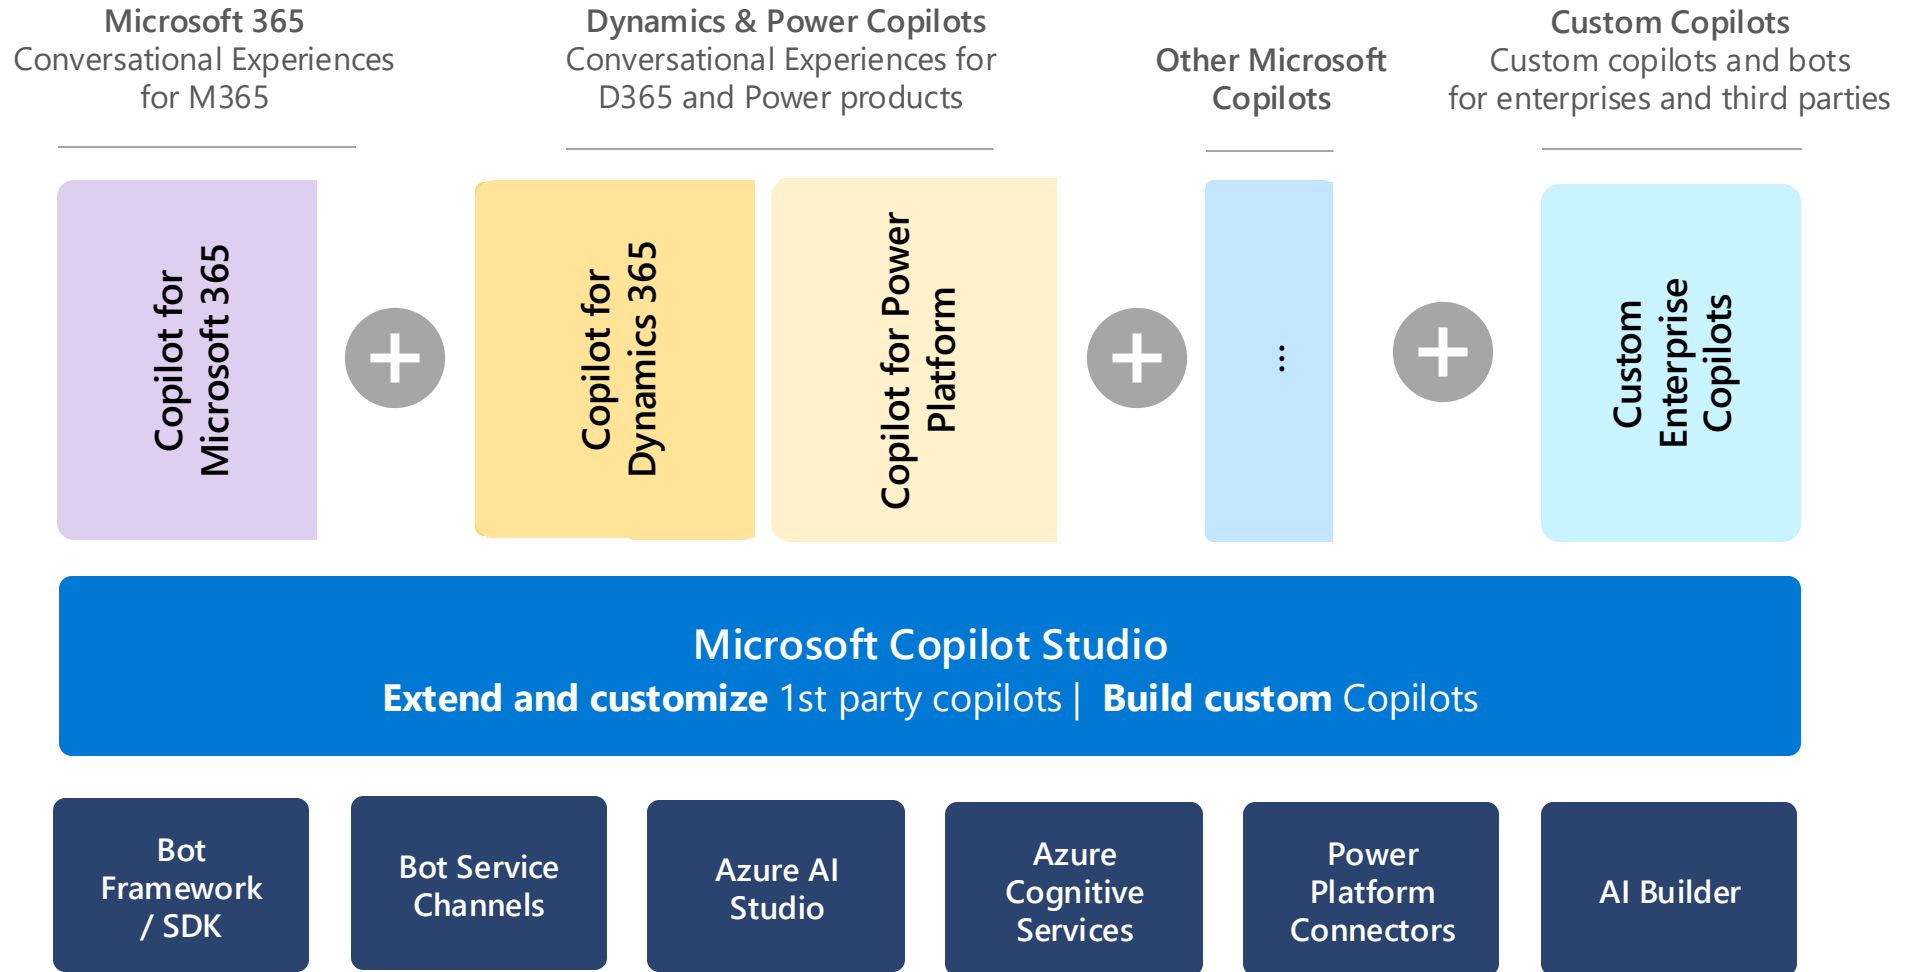 Microsoft 365
Conversational Experiences
for M365
Dynamics & Power Copilots
Conversational Experiences for
D365 and Power products
Other Microsoft
Copilots
Custom Copilots
Custom copilots and bots
for enterprises and third parties
Copilot for
Microsoft 365
Copilot for
Dynamics 365
Copilot for Power
Platform
...
Custom
Enterprise
Copilots
Microsoft Copilot Studio
Extend and customize 1st party copilots | Build custom Copilots
Bot
Framework
/ SDK
Bot Service
Channels
Azure AI
Studio
Azure
Cognitive
Services
Power
Platform
Connectors
AI Builder